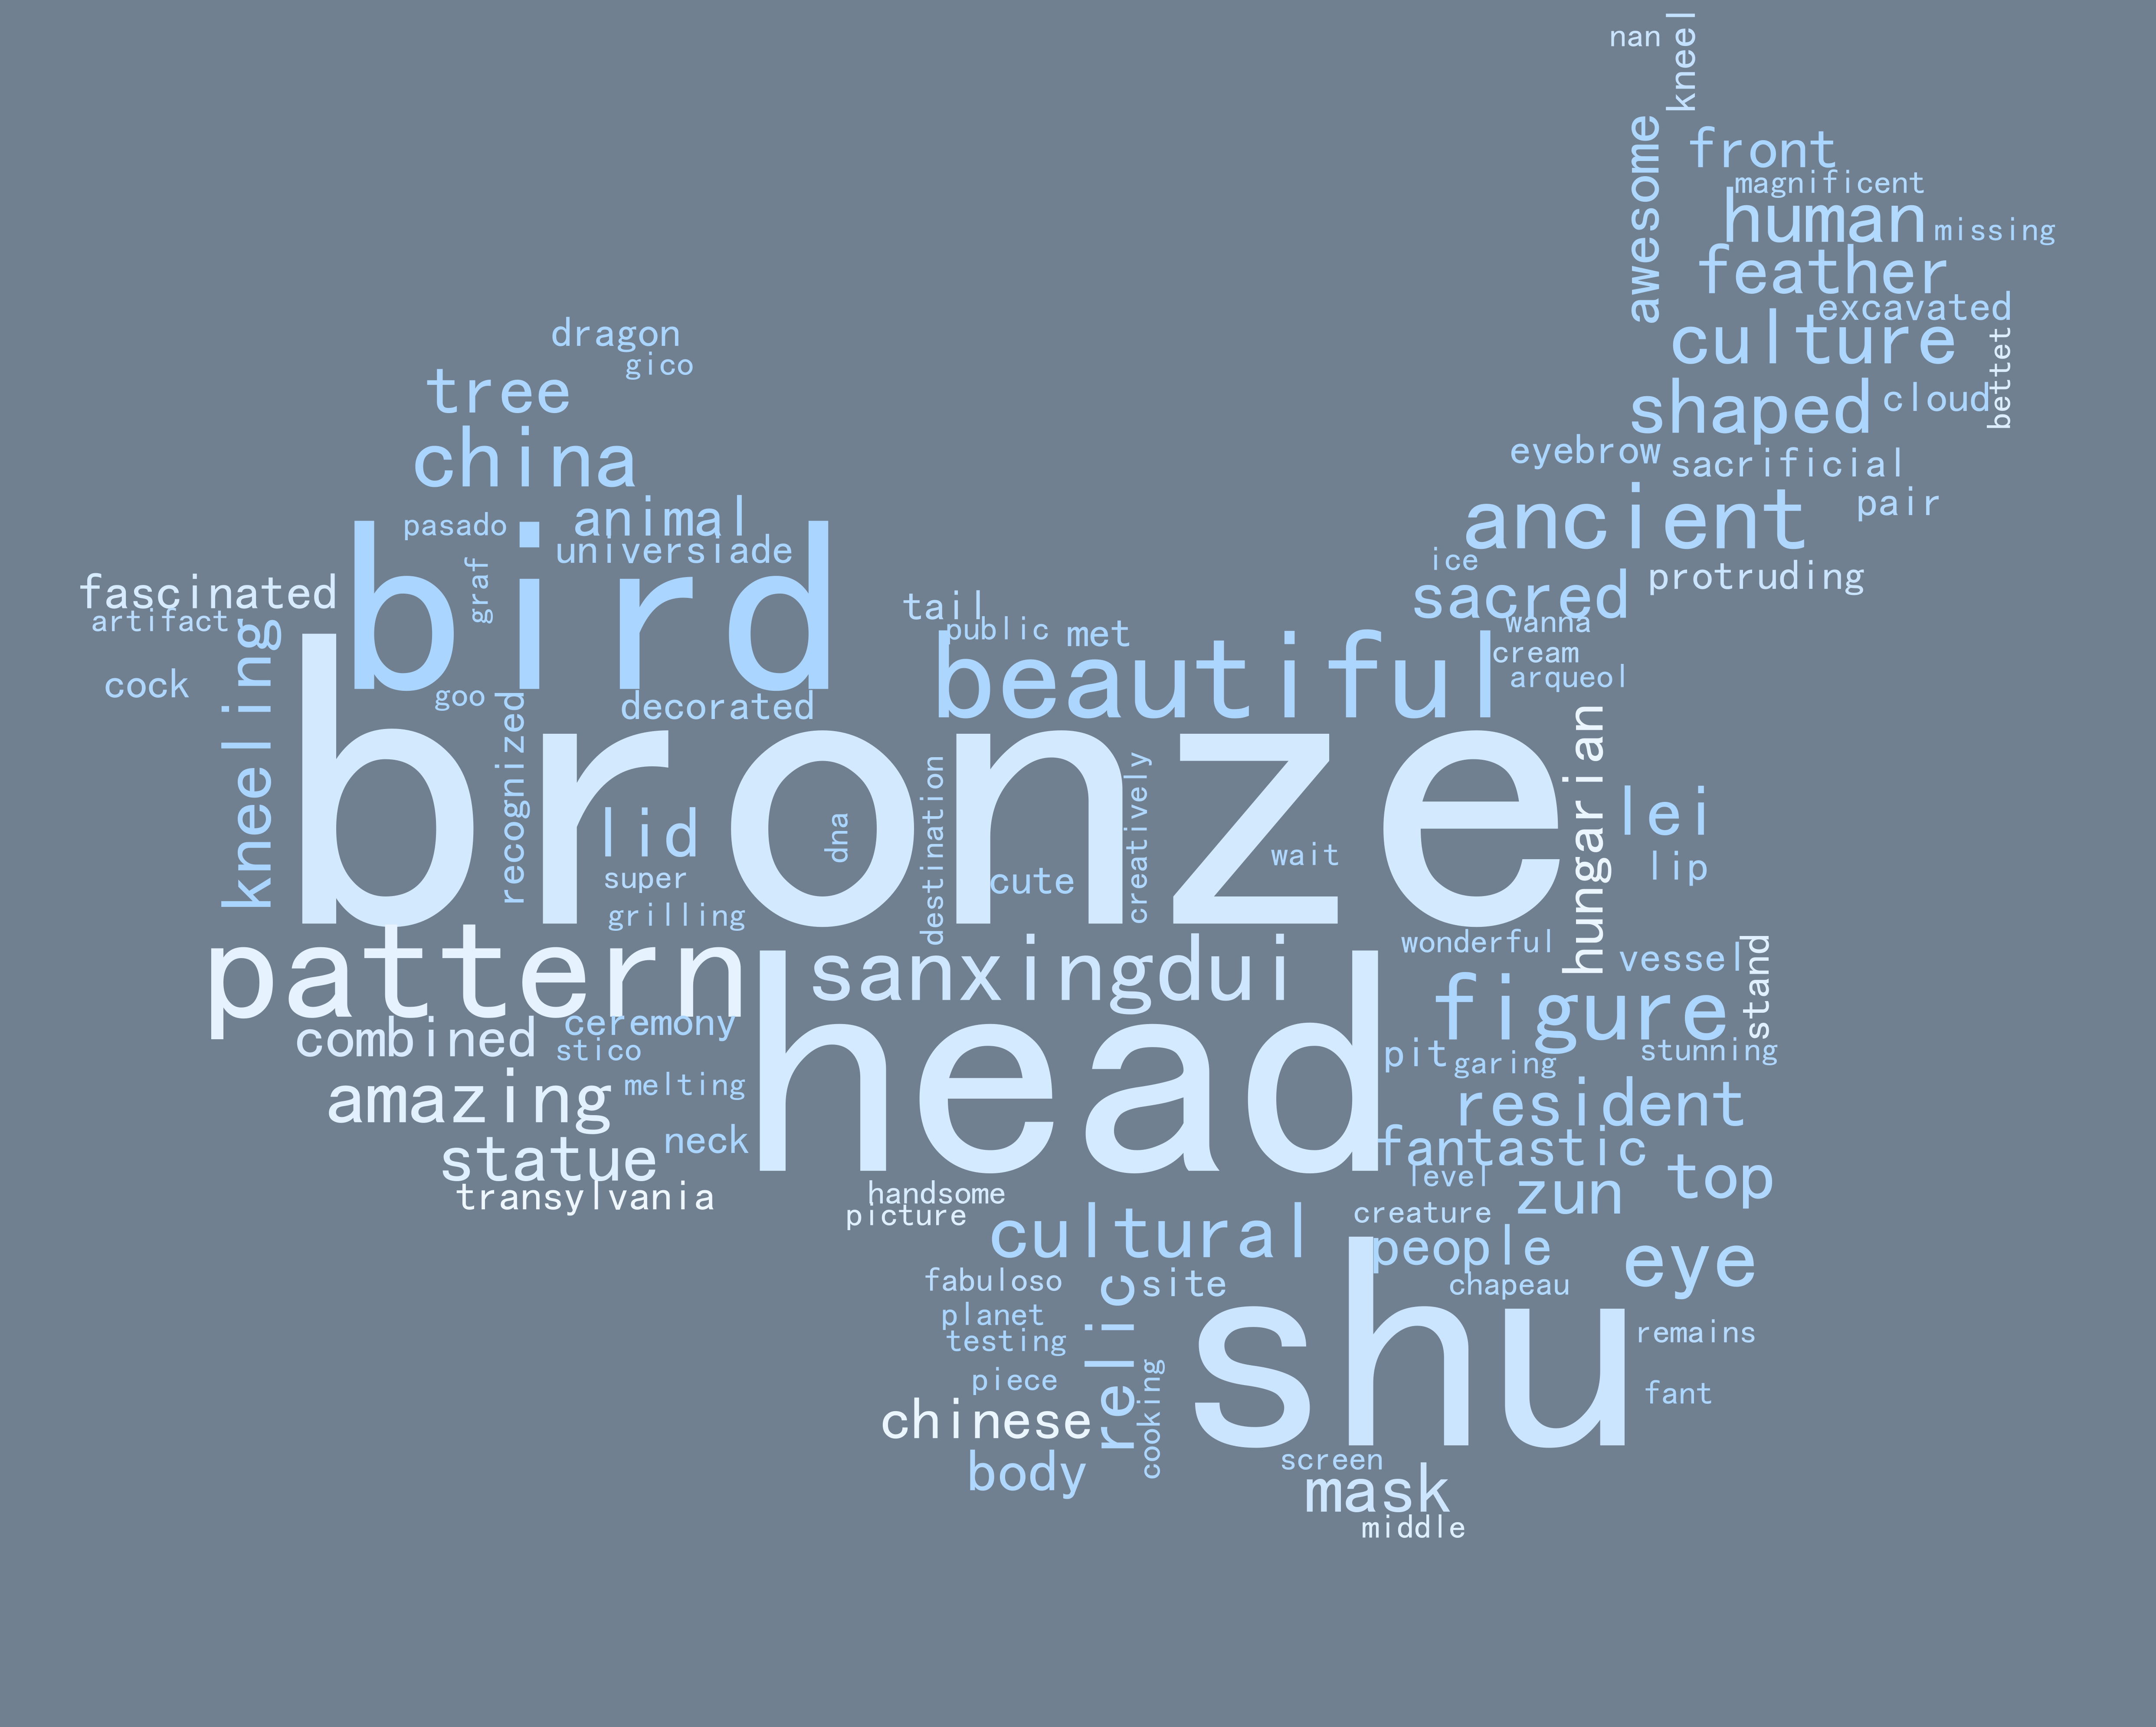 nan
kneel
awesome
front
magnificent
human
missing
feather
excavated
culture
bettet
shaped
cloud
eyebrow
sacrificial
ancient
pair
ice
protruding
sacred
wanna
cream
arqueol
dragon
gico
tree
china
pasado
animal
universiade
graf
bird
fascinated
artifact
kneeling
cock
goo
recognized
decorated
tail
public
met
beautiful
bronze
lid
dna
super
grilling
destiination
cute
creatively
wait
hungarian
lei
lip
pattern
sanxingdui
wonderful
vessel
stand
figure
combined
ceremony
stico
head
pit
garing
stunning
amazing
melting
resident
neck
fantastic
statue
level
top
transylvania
zun
handsome
picture
creature
cultural
people
eye
fabuloso
site
chapeau
relic
shu
planet
testing
remains
piece
cooking
fant
chinese
body
screen
mask
middle